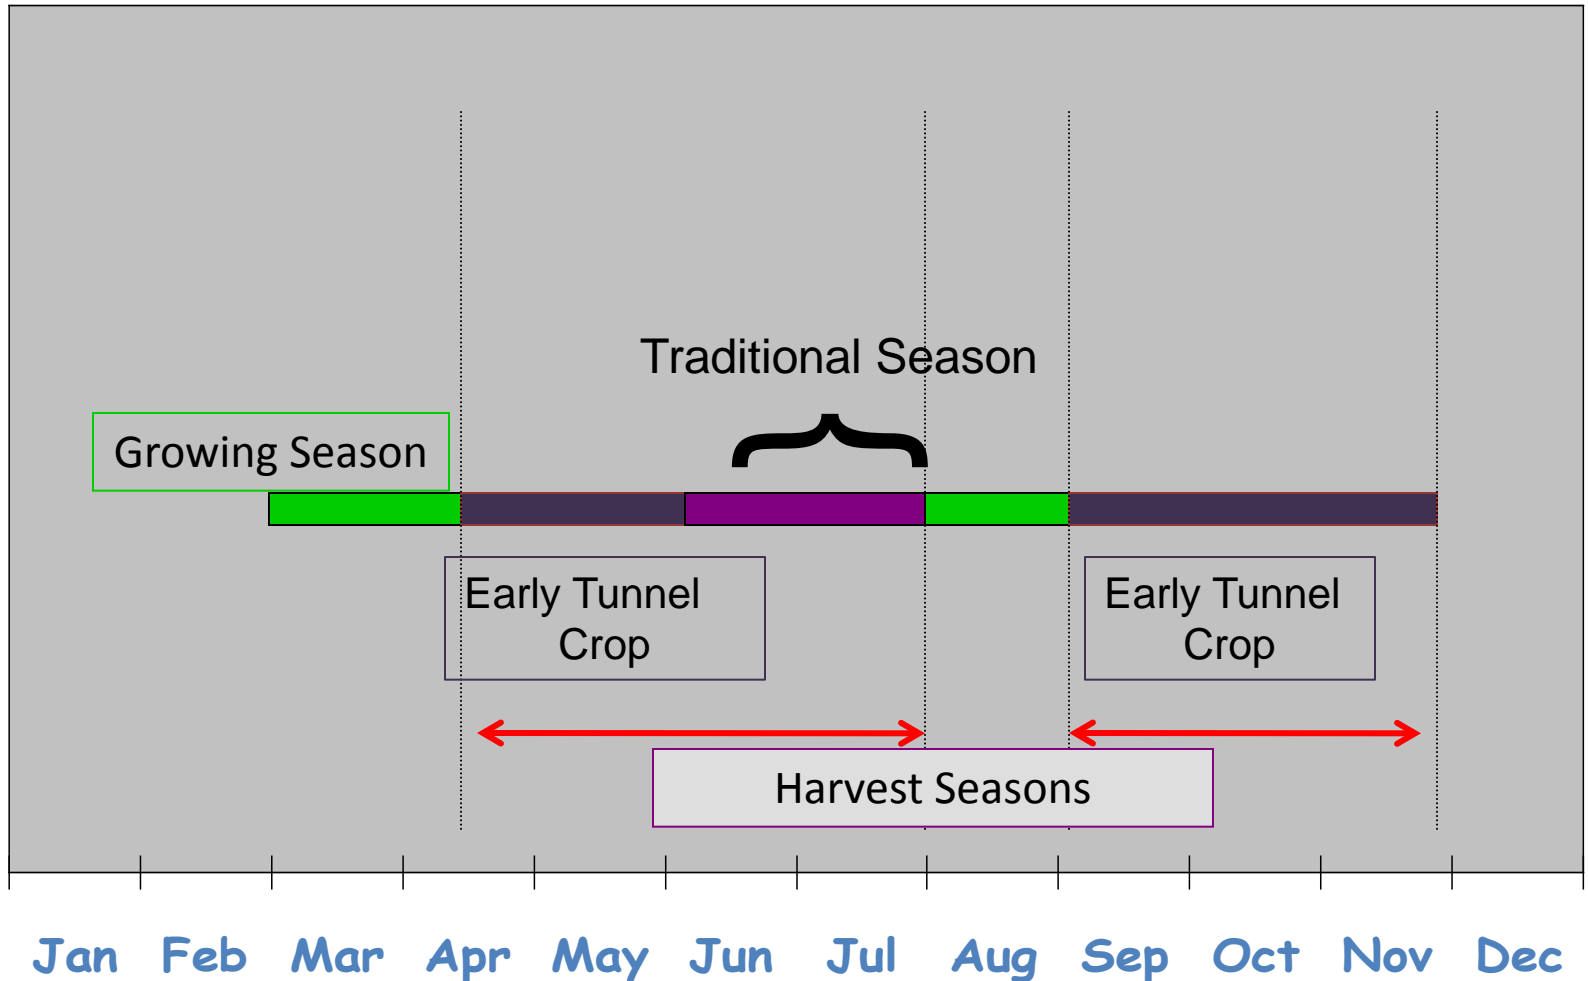 Traditional Season
Growing Season
Early Tunnel
Crop
Early Tunnel
Crop
Harvest Seasons
Jan Feb Mar Apr May Jun Jul Aug Sep Oct Nov Dec